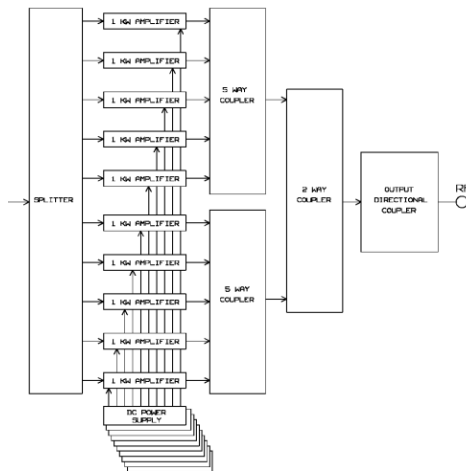 1 KW AMPLIFIER
1 KW AMPLIFIER
1 KW AMPLIFIER
1 KW AMPLIFIER
1 KW AMPLIFIER
1 KW AMPLIFIER
1 KW AMPLIFIER
1 KW AMPLIFIER
1 KW AMPLIFIER
1 KW AMPLIFIER
SPLITTER
5 WAY
COUPLER
5 WAY
COUPLER
2 WAY
COUPLER
OUTPUT
DIRECTIONAL
COUPLER
DC POWER
SUPPLY